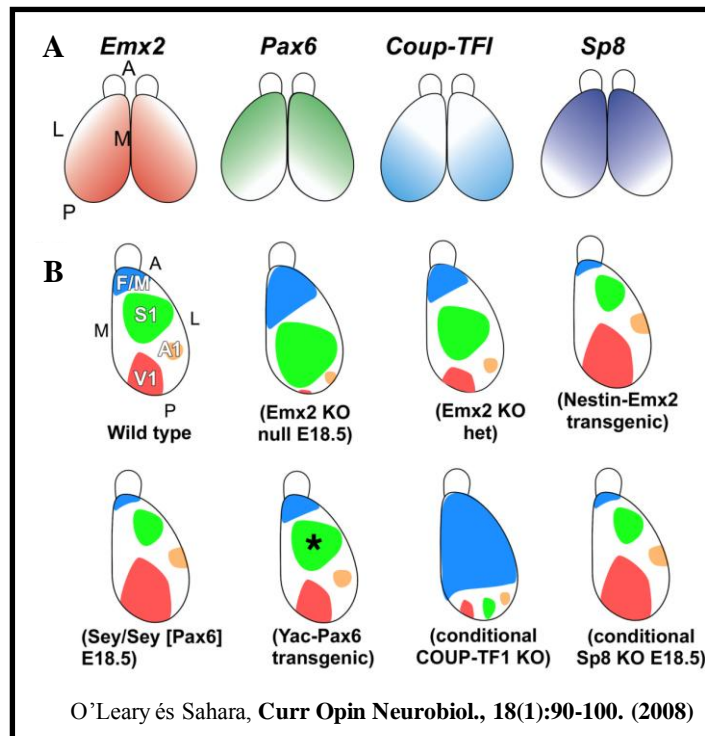 A Emx2 Pax6 Coup-TFI Sp8
A
L M
P
B
A
F/M
S1
M L
A1
V1
P
Wild type
(Emx2 KO
null E18.5)
(Emx2 KO
het)
(Nestin-Emx2
transgenic)
*
(Sey/Sey [Pax6]
E18.5)
(Yac-Pax6
transgenic)
(conditional
COUP-TF1 KO)
(conditional
Sp8 KO E18.5)
O'Leary és Sahara, Curr Opin Neurobiol., 18(1):90-100. (2008)